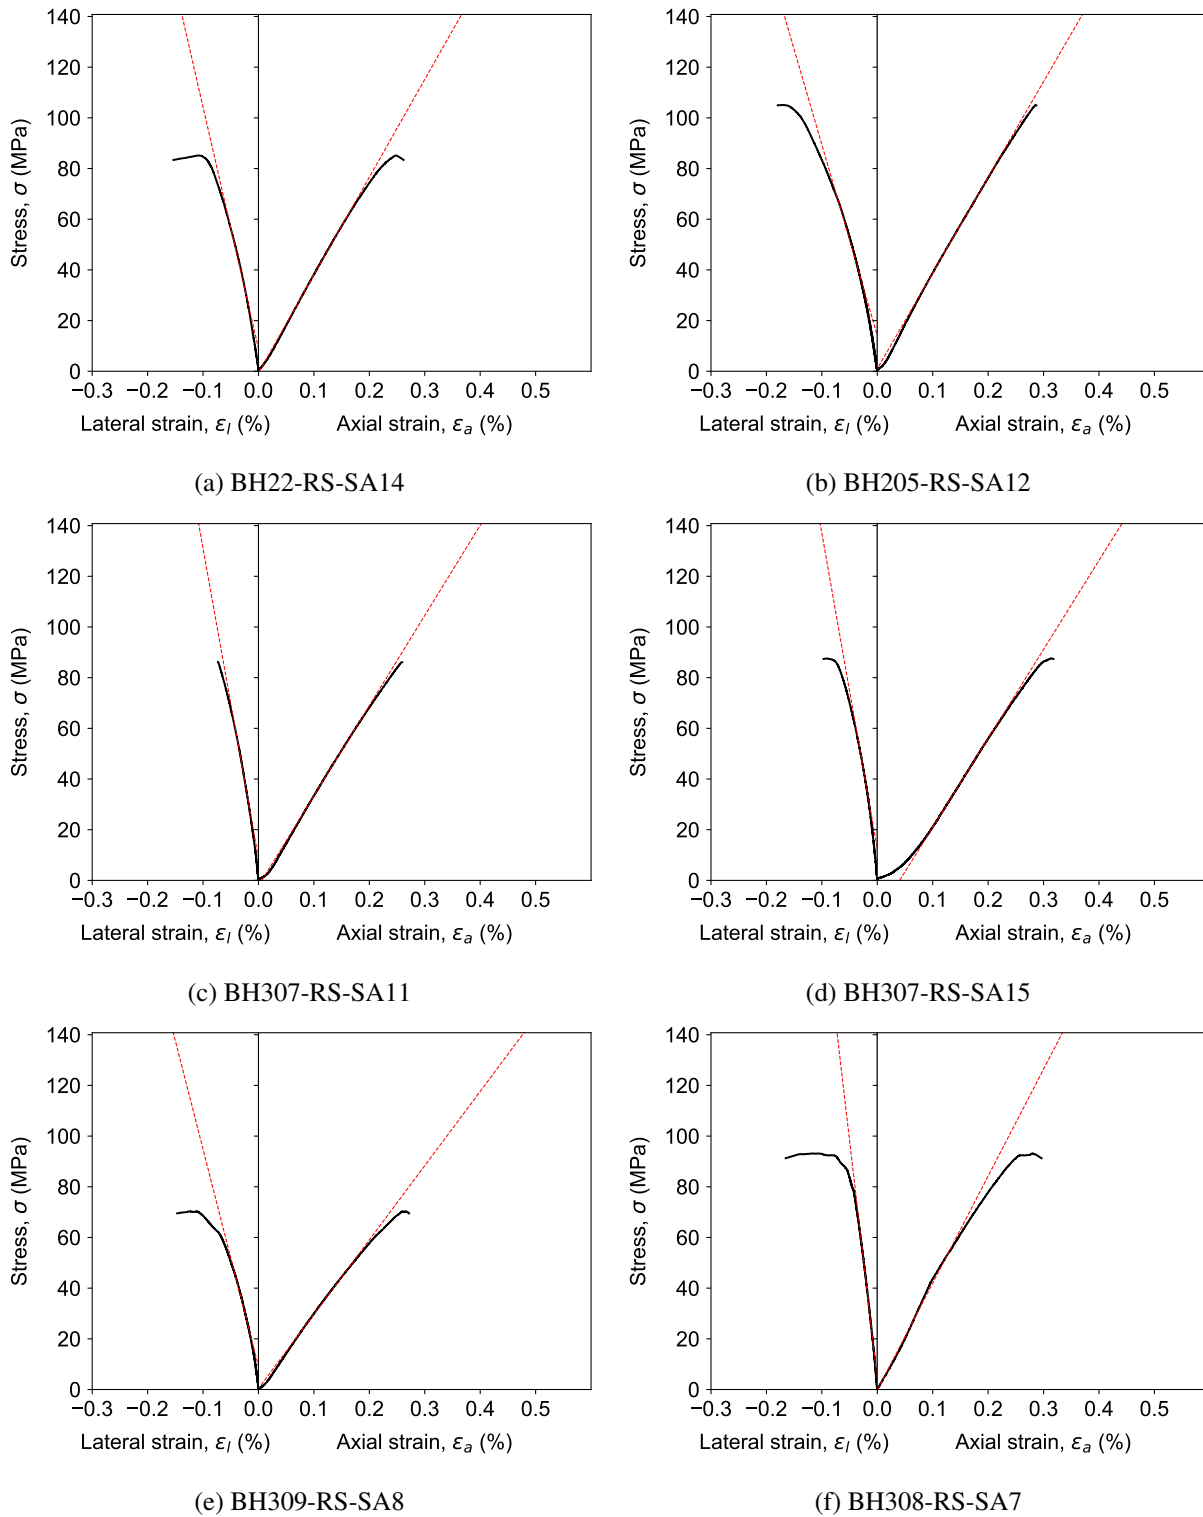 140
120
100
80
60
40
20
0
Stress, σ (MPa)
−0.3 −0.2 −0.1 0.0 0.1 0.2 0.3 0.4 0.5
Lateral strain, εl (%) Axial strain, εa (%)
(a) BH22-RS-SA14
140
120
100
80
60
40
20
0
Stress, σ (MPa)
−0.3 −0.2 −0.1 0.0 0.1 0.2 0.3 0.4 0.5
Lateral strain, εl (%) Axial strain, εa (%)
(b) BH205-RS-SA12
140
120
100
80
60
40
20
0
Stress, σ (MPa)
−0.3 −0.2 −0.1 0.0 0.1 0.2 0.3 0.4 0.5
Lateral strain, εl (%) Axial strain, εa (%)
(c) BH307-RS-SA11
140
120
100
80
60
40
20
0
Stress, σ (MPa)
−0.3 −0.2 −0.1 0.0 0.1 0.2 0.3 0.4 0.5
Lateral strain, εl (%) Axial strain, εa (%)
(d) BH307-RS-SA15
140
120
100
80
60
40
20
0
Stress, σ (MPa)
−0.3 −0.2 −0.1 0.0 0.1 0.2 0.3 0.4 0.5
Lateral strain, εl (%) Axial strain, εa (%)
(e) BH309-RS-SA8
140
120
100
80
60
40
20
0
Stress, σ (MPa)
−0.3 −0.2 −0.1 0.0 0.1 0.2 0.3 0.4 0.5
Lateral strain, εl (%) Axial strain, εa (%)
(f) BH308-RS-SA7